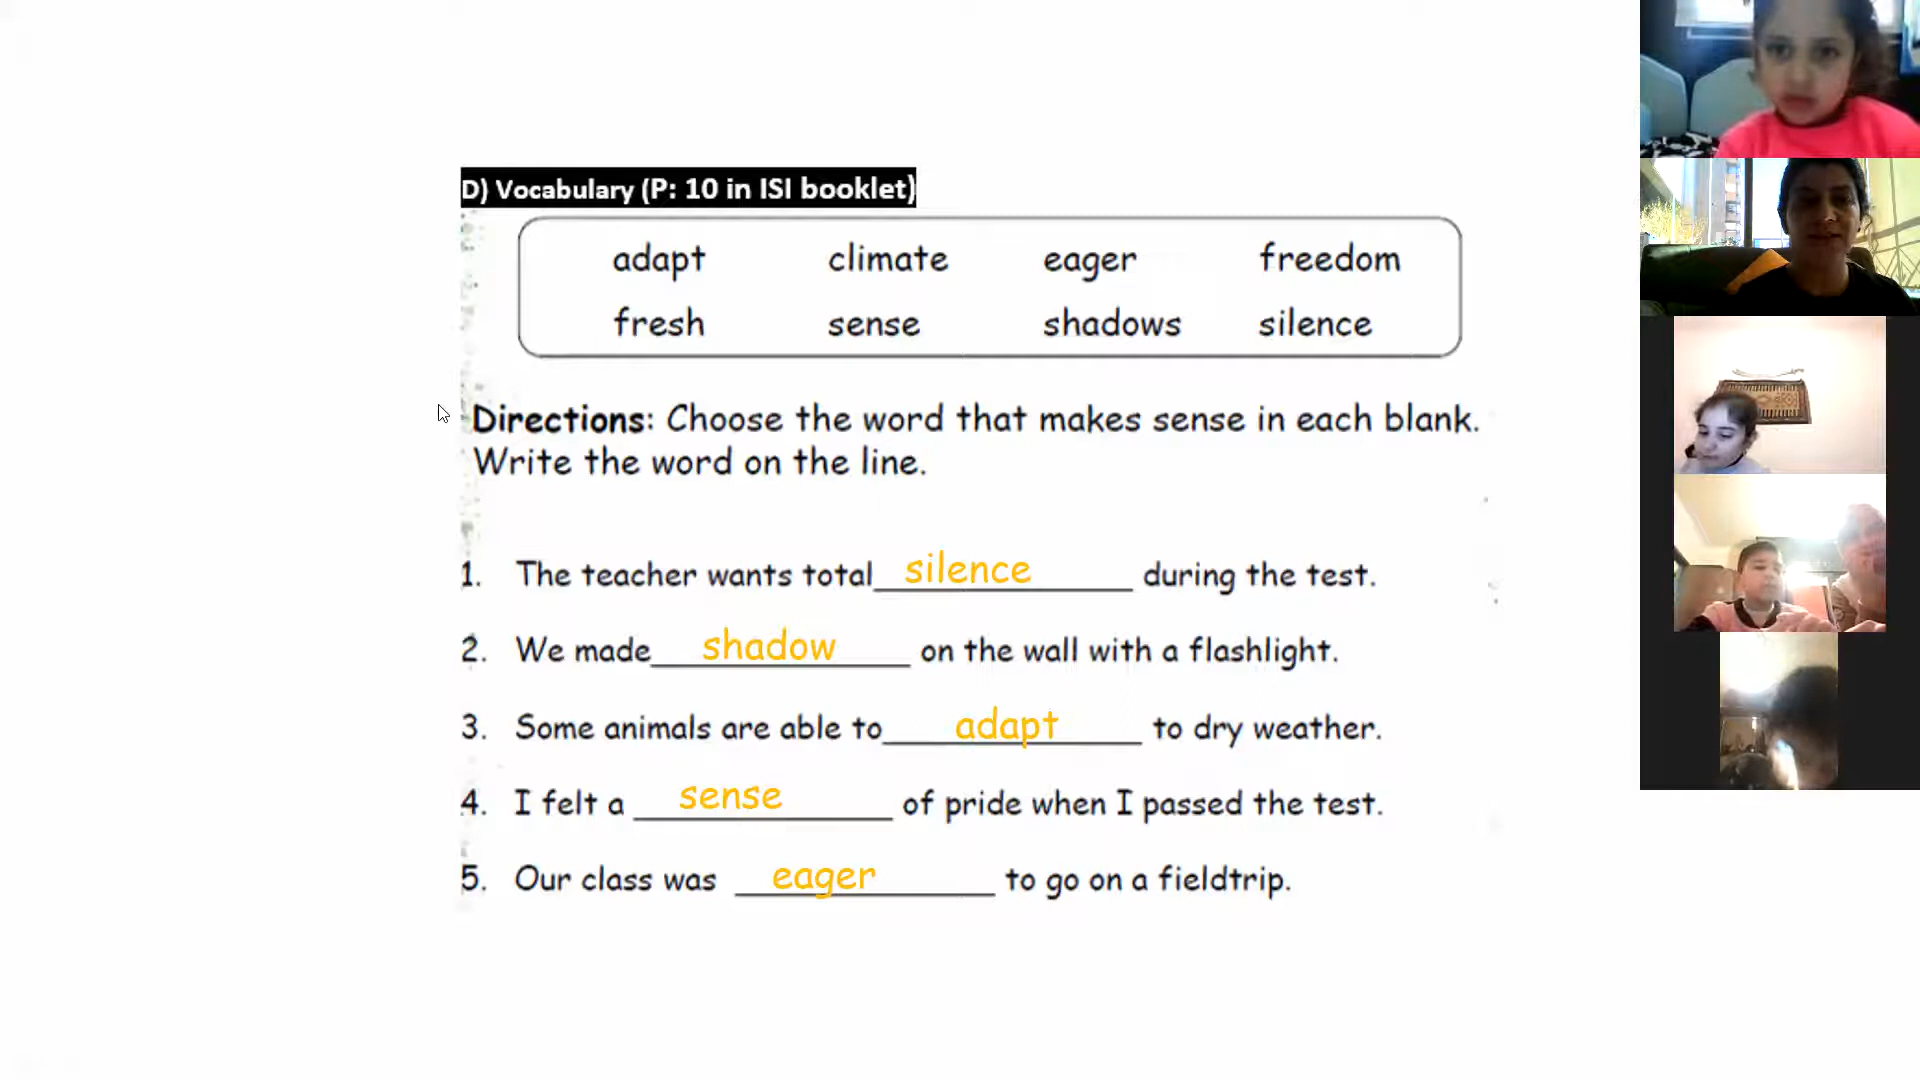 D) Vocabulary (P: 10 in ISI booklet)
adapt climate eager freedom
fresh sense shadows silence
Directions: Choose the word that makes sense in each blank.
Write the word on the line.
1. The teacher wants total silence during the test.
2. We made shadow on the wall with a flashlight.
3. Some animals are able to adapt to dry weather.
4. I felt a sense of pride when I passed the test.
5. Our class was eager to go on a fieldtrip.